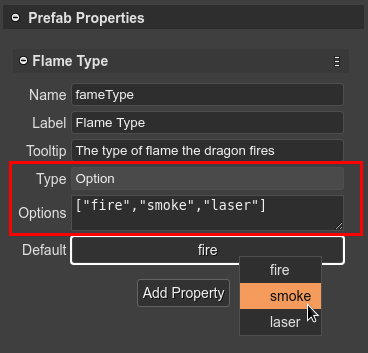 Prefab Properties
Flame Type
Name fameType
Label Flame Type
Tooltip The type of flame the dragon fires
Type Option
Options ["fire","smoke","laser"]
Default fire
fire
smoke
Add Property
laser